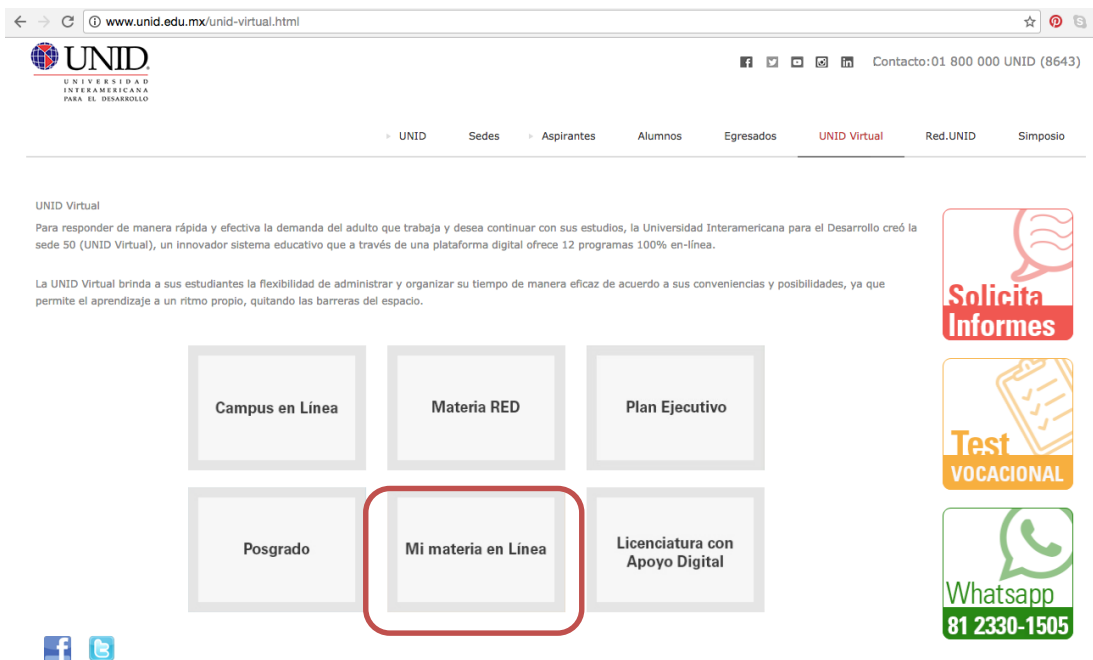 www.unid.edu.mx/unid-virtual.html
UNID
UNIVERSIDAD
INTERAMERICANA
PARA EL DESARROLLO
Contacto:01 800 000 UNID (8643)
UNID Sedes Aspirantes Alumnos Egresados UNID Virtual Red.UNID Simposio
UNID Virtual
Para responder de manera rápida y efectiva la demanda del adulto que trabaja y desea continuar con sus estudios, la Universidad Interamericana para el Desarrollo creó la
sede 50 (UNID Virtual), un innovador sistema educativo que a través de una plataforma digital ofrece 12 programas 100% en-línea.
La UNID Virtual brinda a sus estudiantes la flexibilidad de administrar y organizar su tiempo de manera eficaz de acuerdo a sus conveniencias y posibilidades, ya que
permite el aprendizaje a un ritmo propio, quitando las barreras del espacio.
Campus en Línea
Materia RED
Plan Ejecutivo
Posgrado
Mi materia en Línea
Licenciatura con
Apoyo Digital
Solicita
Informes
Test
VOCACIONAL
Whatsapp
81 2330-1505